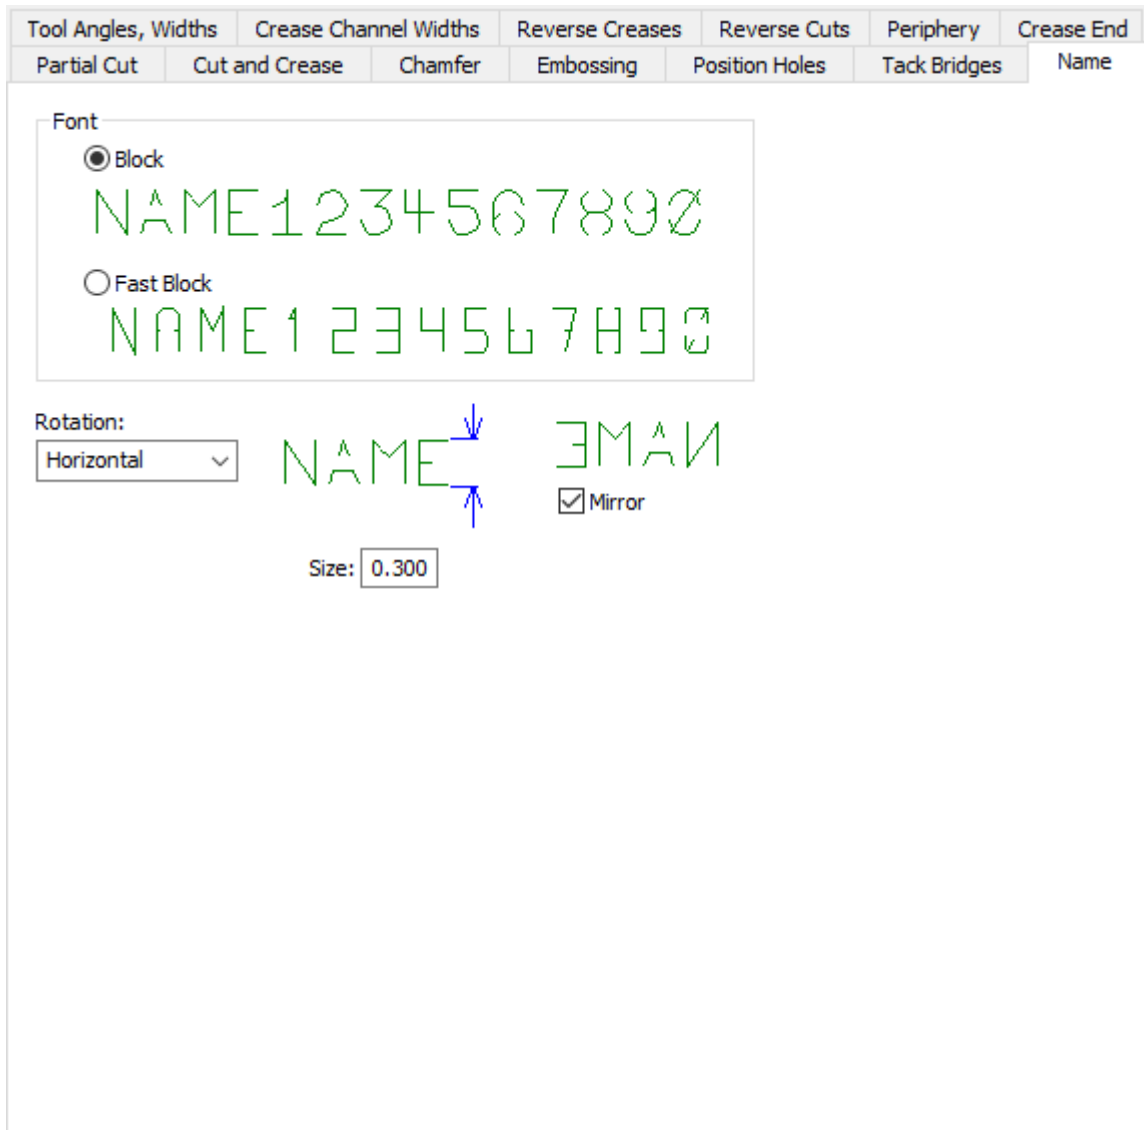 Tool Angles, Widths Crease Channel Widths Reverse Creases Reverse Cuts Periphery Crease End
Partial Cut Cut and Crease Chamfer Embossing Position Holes Tack Bridges Name
Font
Block
NAME1234567890
Fast Block
NAME1234567890
Rotation:
Horizontal
NAME
ƎMAИ
Mirror
Size: 0.300